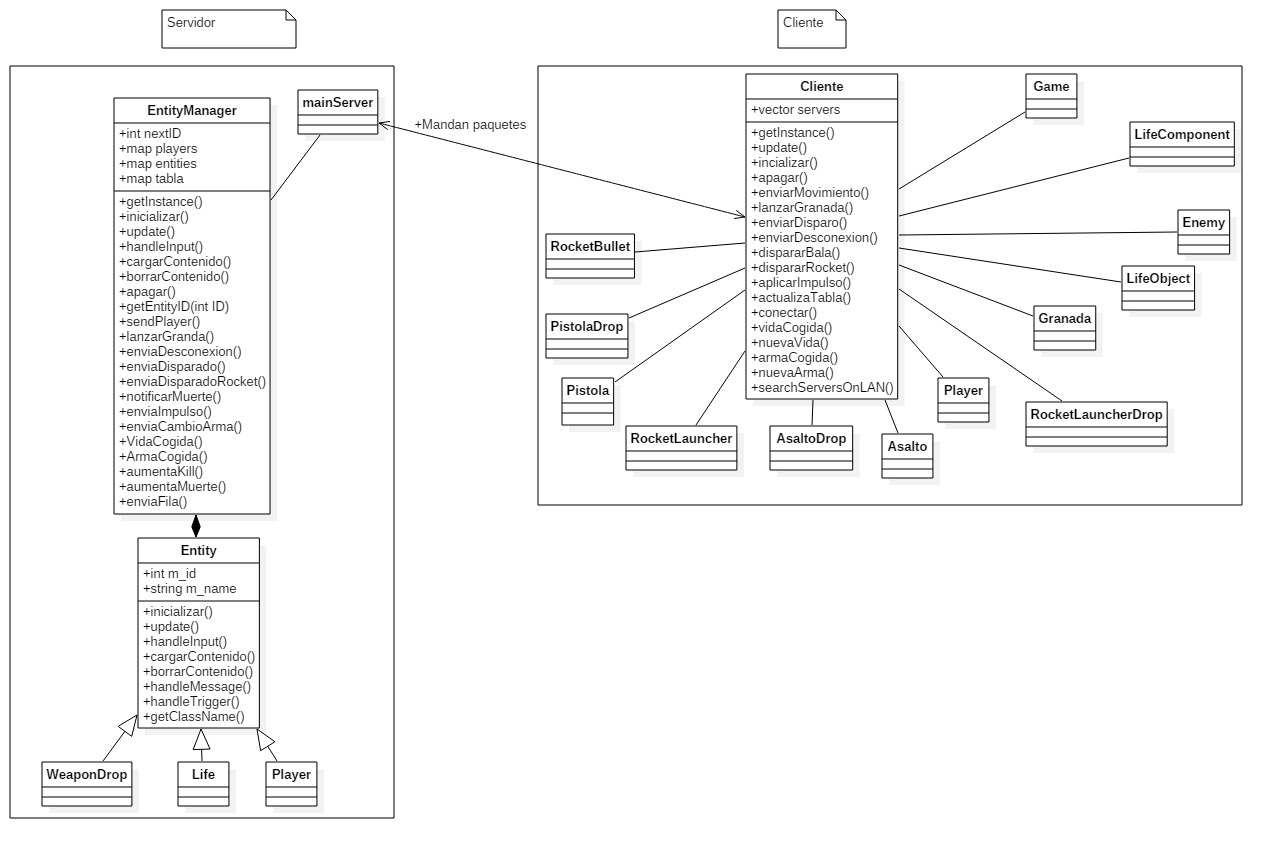 Servidor
Cliente
EntityManager
+int nextID
+map players
+map entities
+map tabla
+getInstance()
+inicializar()
+update()
+handleInput()
+cargarContenido()
+borrarContenido()
+apagar()
+getEntityID(int ID)
+sendPlayer()
+lanzarGranda()
+enviaDesconexion()
+enviaDisparado()
+enviaDisparadoRocket()
+notificarMuerte()
+enviaImpulso()
+enviaCambioArma()
+VidaCogida()
+ArmaCogida()
+aumentaKill()
+aumentaMuerte()
+enviaFila()
mainServer
+Mandan paquetes
Entity
+int m_id
+string m_name
+inicializar()
+update()
+handleInput()
+cargarContenido()
+borrarContenido()
+handleMessage()
+handleTrigger()
+getClassName()
WeaponDrop
Life
Player
Cliente
+vector servers
+getInstance()
+update()
+incializar()
+apagar()
+enviarMovimiento()
+lanzarGranada()
+enviarDisparo()
+enviarDesconexion()
+dispararBala()
+dispararRocket()
+aplicarImpulso()
+actualizaTabla()
+conectar()
+vidaCogida()
+nuevaVida()
+armaCogida()
+nuevaArma()
+searchServersOnLAN()
Game
LifeComponent
Enemy
LifeObject
Granada
RocketLauncherDrop
Player
Asalto
AsaltoDrop
RocketLauncher
Pistola
PistolaDrop
RocketBullet